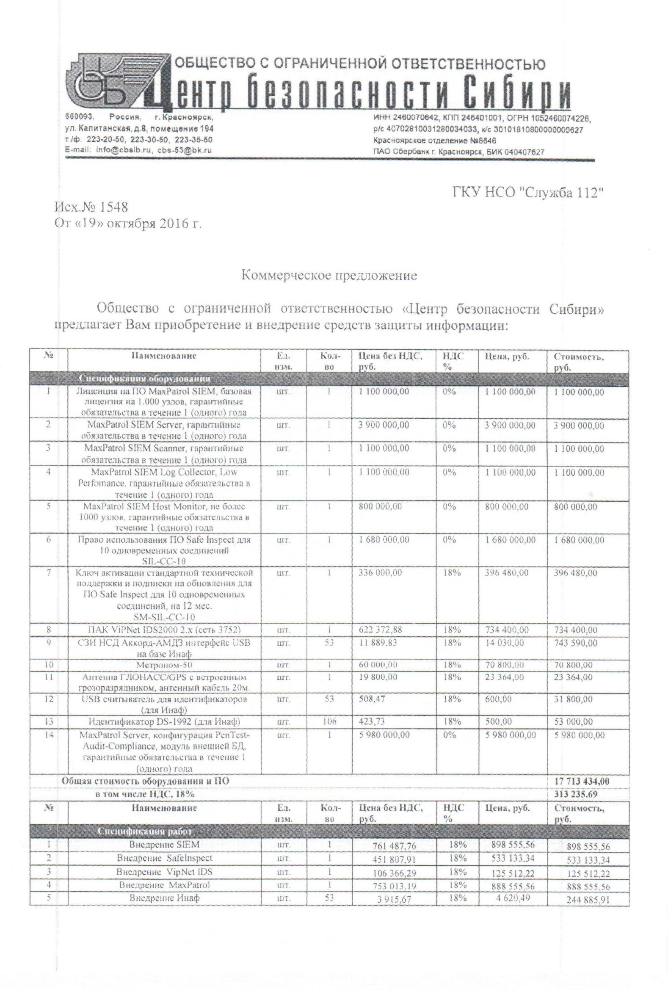 ОБЩЕСТВО С ОГРАНИЧЕННОЙ ОТВЕТСТВЕННОСТЬЮ
Центр безопасности Сибири
660093, Россия, г. Красноярск,
ул. Капитанская, д.8, помещение 194
т./ф. 223-20-50, 223-30-50, 223-35-50
E-mail: info@cbsib.ru, cbs-53@bk.ru
ИНН 2460070642, КПП 246401001, ОГРН 1052460074226,
р/с 40702810031280034033, к/с 30101810800000000627
Красноярское отделение №8646
ПАО Сбербанк г. Красноярск, БИК 040407627
ГКУ НСО "Служба 112"
Исх.№ 1548
От «19» октября 2016 г.
Коммерческое предложение
Общество с ограниченной ответственностью «Центр безопасности Сибири»
предлагает Вам приобретение и внедрение средств защиты информации:
№ Наименование Ед. Кол- Цена без НДС, НДС Цена, руб. Стоимость,
изм. во руб. % руб.
Спецификация оборудования
1 Лиценция на ПО MaxPatrol SIEM, базовая шт. 1 1 100 000,00 0% 1 100 000,00 1 100 000,00
лицензия на 1.000 узлов, гарантийные
обязательства в течение 1 (одного) года
2 MaxPatrol SIEM Server, гарантийные шт. 1 3 900 000,00 0% 3 900 000,00 3 900 000,00
обязательства в течение 1 (одного) года
3 MaxPatrol SIEM Scanner, гарантийные шт. 1 1 100 000,00 0% 1 100 000,00 1 100 000,00
обязательства в течение 1 (одного) года
4 MaxPatrol SIEM Log Collector, Low шт. 1 1 100 000,00 0% 1 100 000,00 1 100 000,00
Perfomance, гарантийные обязательства в
течение 1 (одного) года
5 MaxPatrol SIEM Host Monitor, не более шт. 1 800 000,00 0% 800 000,00 800 000,00
1000 узлов, гарантийные обязательства в
течение 1 (одного) года
6 Право использования ПО Safe Inspect для шт. 1 1 680 000,00 0% 1 680 000,00 1 680 000,00
10 одновременных соединений
SIL-CC-10
7 Ключ активации стандартной технической шт. 1 336 000,00 18% 396 480,00 396 480,00
поддержки и подписки на обновления для
ПО Safe Inspect для 10 одновременных
соединений, на 12 мес.
SM-SIL-CC-10
8 ПАК ViPNet IDS2000 2.x (сеть 3752) шт. 1 622 372,88 18% 734 400,00 734 400,00
9 СЗИ НСД Аккорд-АМДЗ интерфейс USB шт. 53 11 889,83 18% 14 030,00 743 590,00
на базе Инаф
10 Метроном-50 шт. 1 60 000,00 18% 70 800,00 70 800,00
11 Антенна ГЛОНАСС/GPS с встроенным шт. 1 19 800,00 18% 23 364,00 23 364,00
грозоразрядником, антенный кабель 20м.
12 USB считыватель для идентификаторов шт. 53 508,47 18% 600,00 31 800,00
(для Инаф)
13 Идентификатор DS-1992 (для Инаф) шт. 106 423,73 18% 500,00 53 000,00
14 MaxPatrol Server, конфигурация PenTest- шт. 1 5 980 000,00 0% 5 980 000,00 5 980 000,00
Audit-Compliance, модуль внешней БД,
гарантийные обязательства в течение 1
(одного) года
Общая стоимость оборудования и ПО 17 713 434,00
в том числе НДС, 18% 313 235,69
№ Наименование Ед. Кол- Цена без НДС, НДС Цена, руб. Стоимость,
изм. во руб. % руб.
Спецификация работ
1 Внедрение SIEM шт. 1 761 487,76 18% 898 555,56 898 555,56
2 Внедрение SafeInspect шт. 1 451 807,91 18% 533 133,34 533 133,34
3 Внедрение VipNet IDS шт. 1 106 366,29 18% 125 512,22 125 512,22
4 Внедрение MaxPatrol шт. 1 753 013,19 18% 888 555,56 888 555,56
5 Внедрение Инаф шт. 53 3 915,67 18% 4 620,49 244 885,91